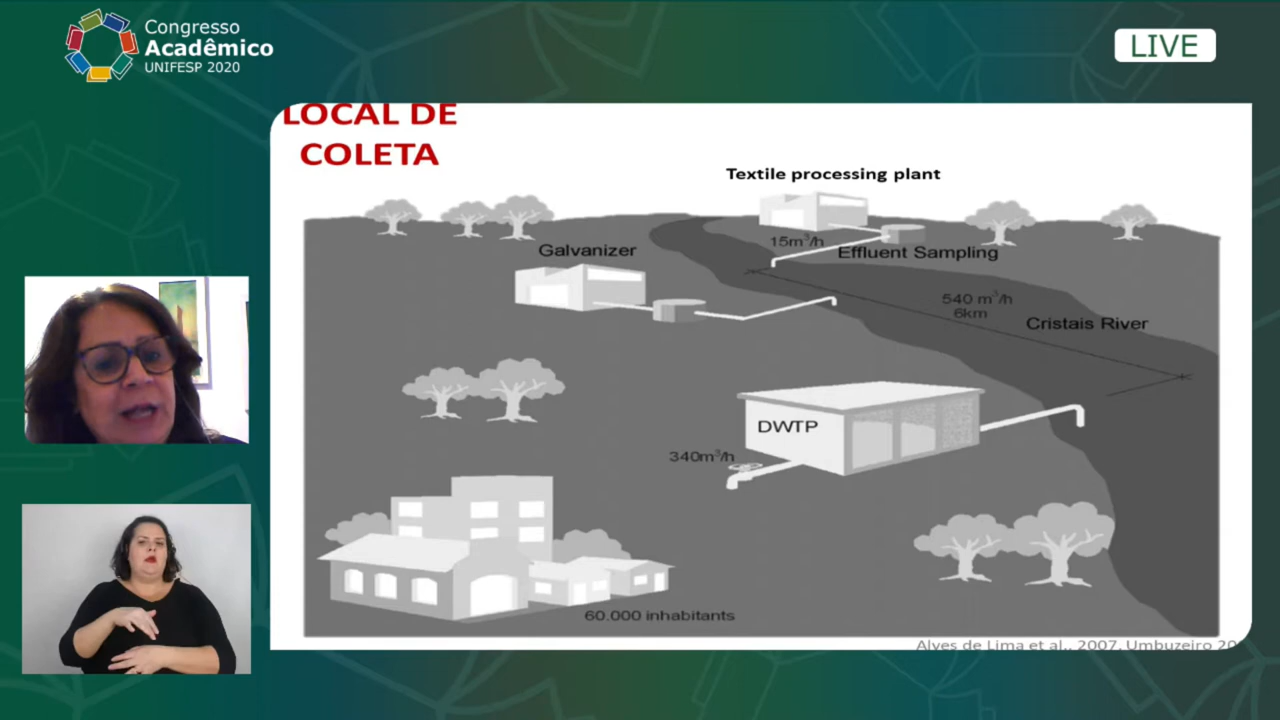 Congresso
Acadêmico
UNIFESP 2020
LIVE
LOCAL DE
COLETA
Textile processing plant
15m³/h
Effluent Sampling
Galvanizer
540 m³/h
6km
Cristais River
DWTP
340m³/h
60.000 inhabitants
Alves de Lima et al., 2007, Umbuzeiro